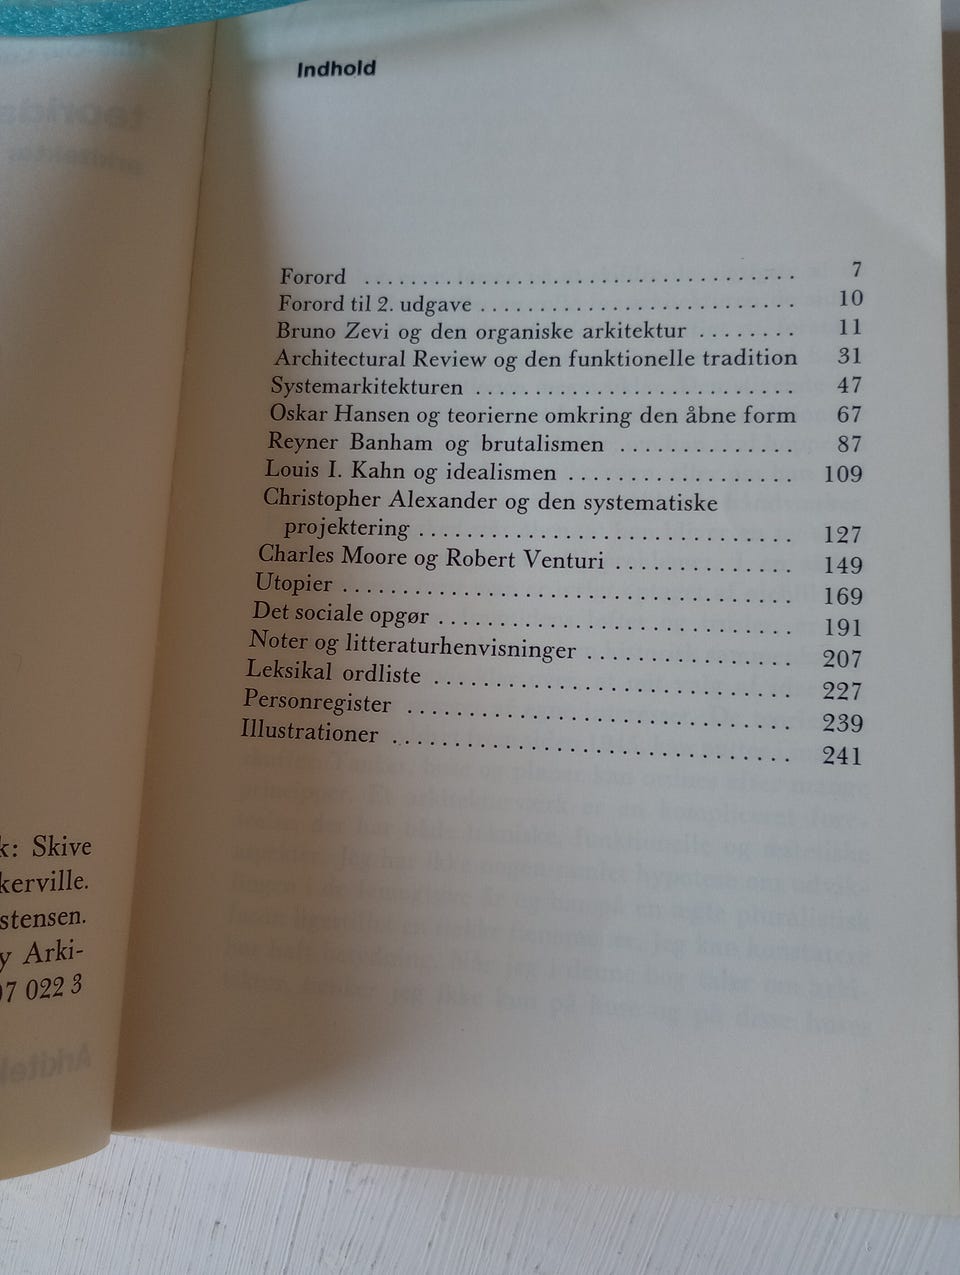 k: Skive
kerville.
stensen.
y Arki-
07 022 3
Indhold
Forord ........................................ 7
Forord til 2. udgave ........................... 10
Bruno Zevi og den organiske arkitektur ........ 11
Architectural Review og den funktionelle tradition 31
Systemarkitekturen .......................... 47
Oskar Hansen og teorierne omkring den åbne form 67
Reyner Banham og brutalismen ............... 87
Louis I. Kahn og idealismen ................... 109
Christopher Alexander og den systematiske
projektering ............................... 127
Charles Moore og Robert Venturi ............... 149
Utopier ...................................... 169
Det sociale opgør .............................. 191
Noter og litteraturhenvisninger ................. 207
Leksikal ordliste .............................. 227
Personregister ................................ 239
Illustrationer ................................. 241